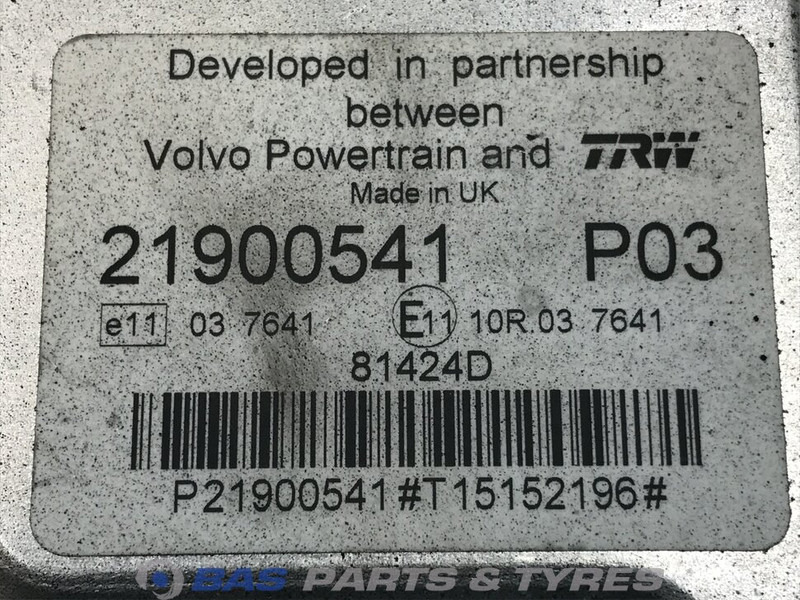 Developed in partnership
between
Volvo Powertrain and TRW
Made in UK
21900541 P03
e11 03 7641 E11 10R.03 7641
81424D
P21900541#T15152196#
BAS PARTS & TYRES